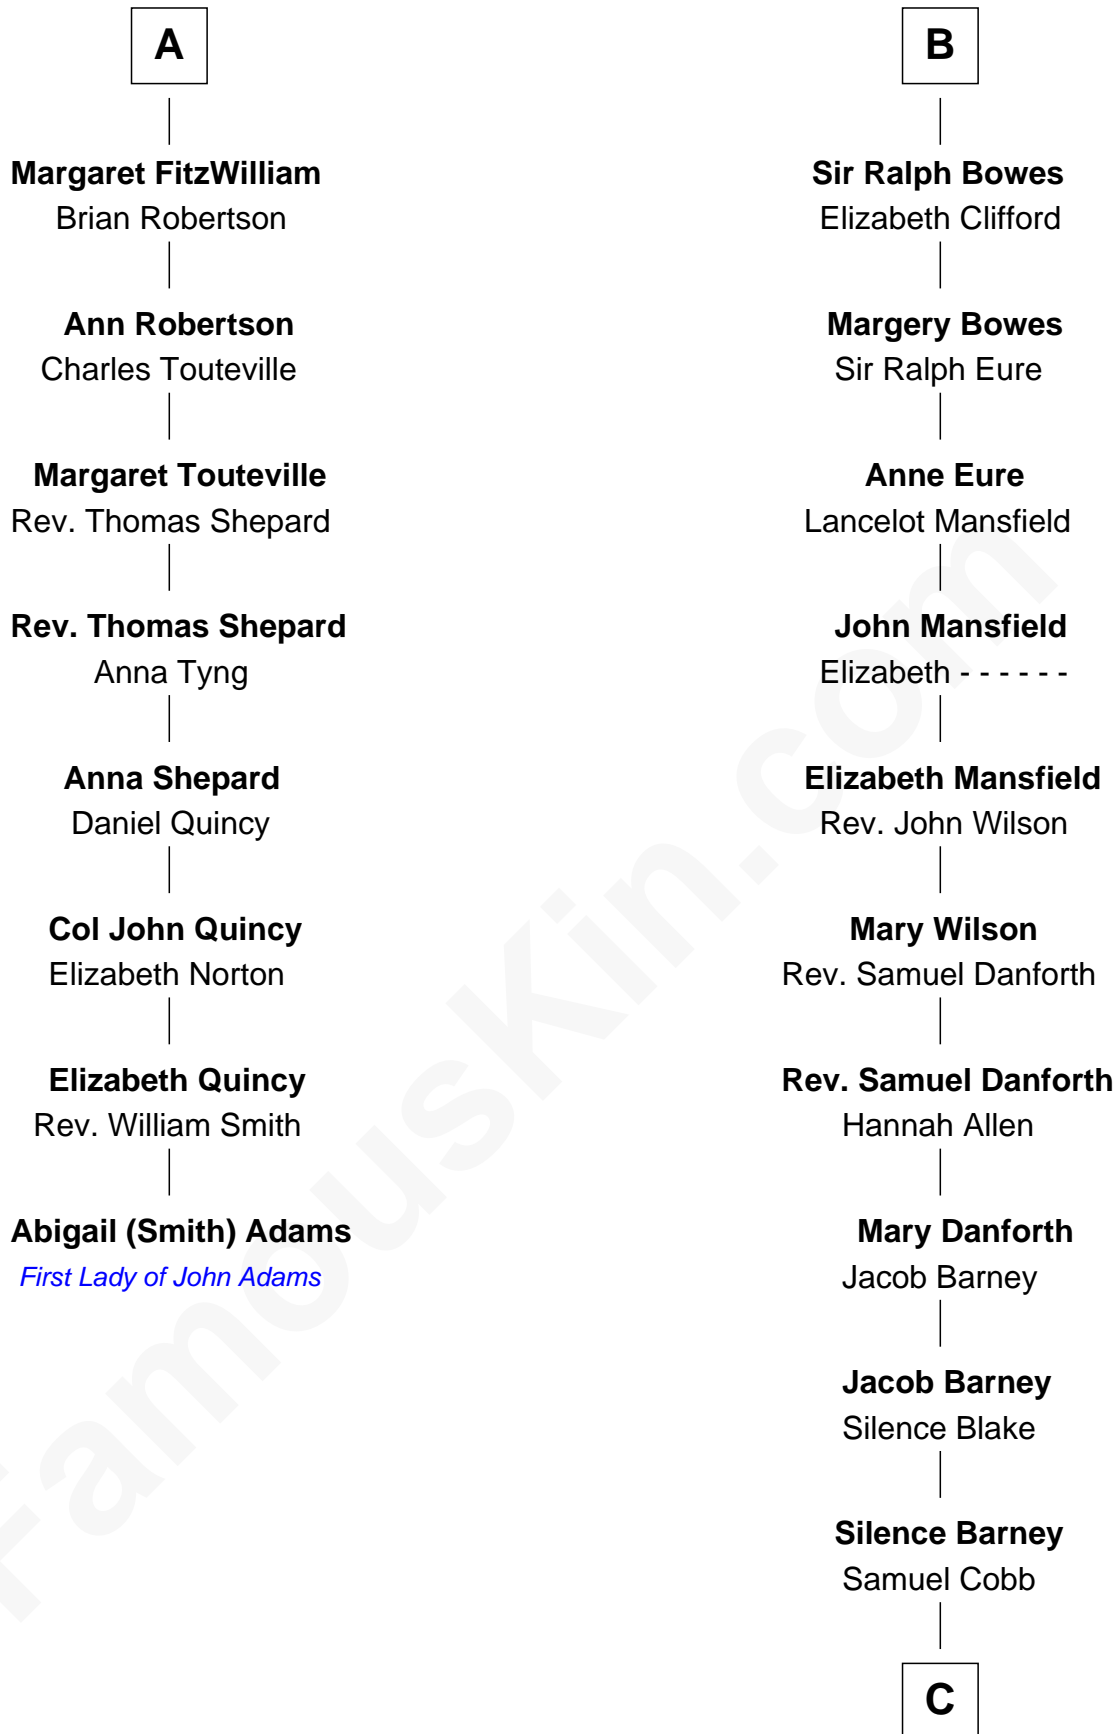 A
Margaret FitzWilliam
Brian Robertson
Ann Robertson
Charles Touteville
Margaret Touteville
Rev. Thomas Shepard
Rev. Thomas Shepard
Anna Tyng
Anna Shepard
Daniel Quincy
Col John Quincy
Elizabeth Norton
Elizabeth Quincy
Rev. William Smith
Abigail (Smith) Adams
First Lady of John Adams
B
Sir Ralph Bowes
Elizabeth Clifford
Margery Bowes
Sir Ralph Eure
Anne Eure
Lancelot Mansfield
John Mansfield
Elizabeth - - - - - -
Elizabeth Mansfield
Rev. John Wilson
Mary Wilson
Rev. Samuel Danforth
Rev. Samuel Danforth
Hannah Allen
Mary Danforth
Jacob Barney
Jacob Barney
Silence Blake
Silence Barney
Samuel Cobb
C
FamousKin.com